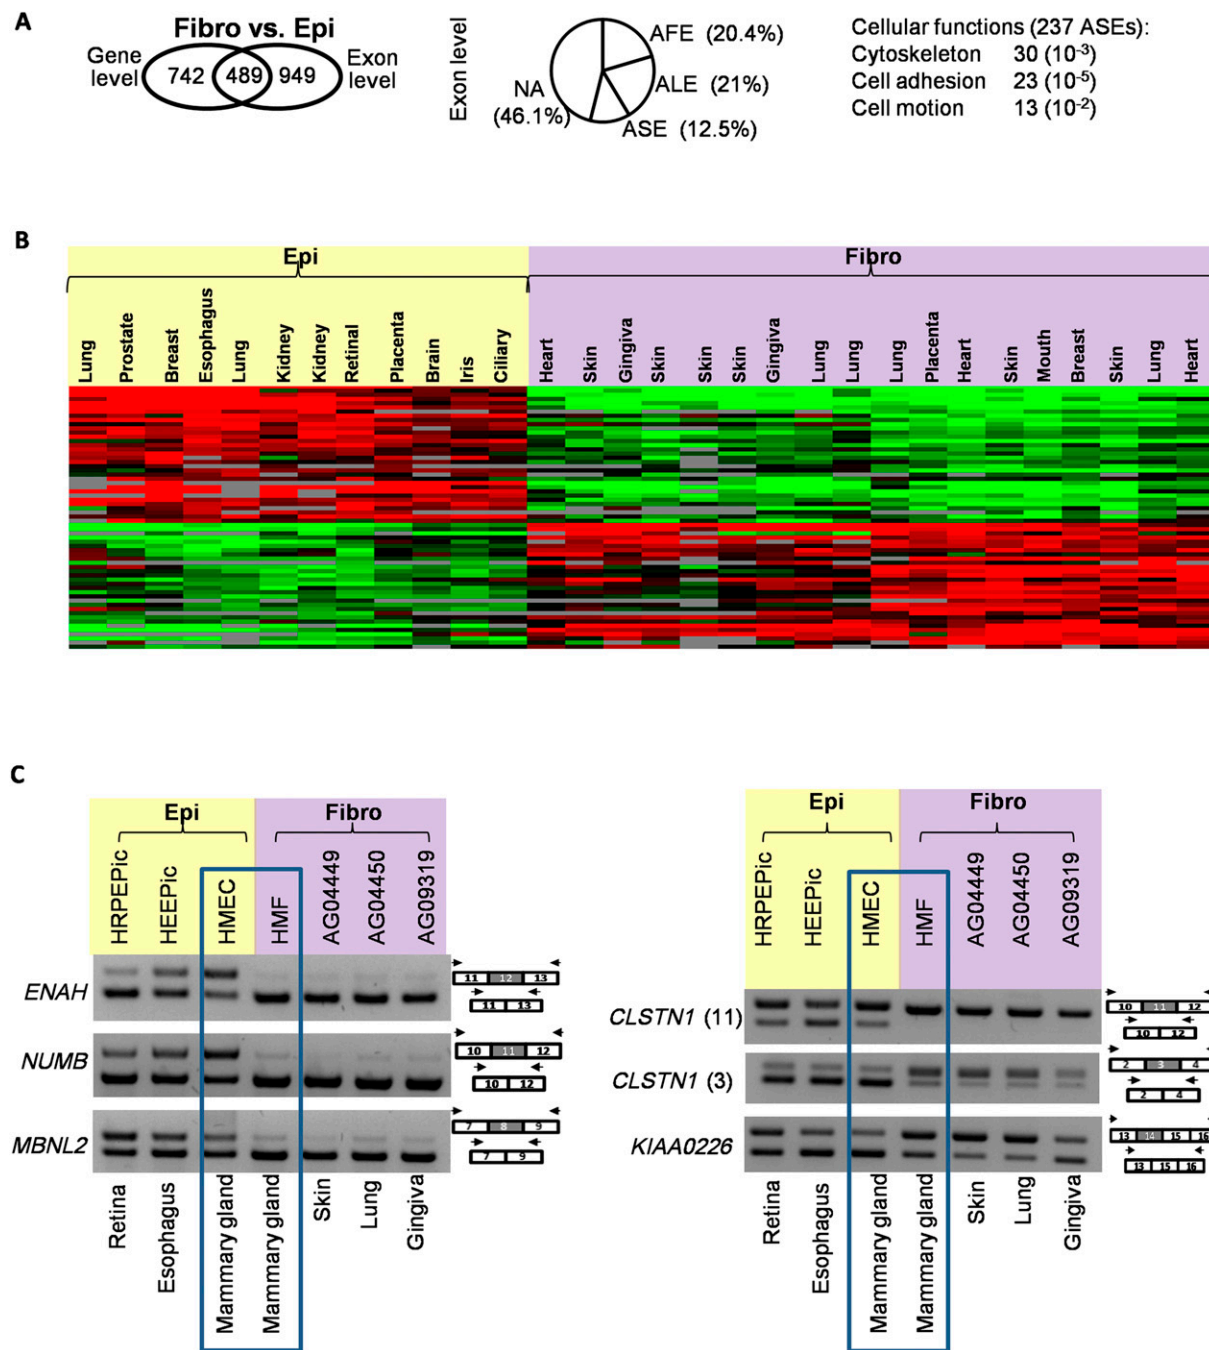 A
Fibro vs. Epi
Gene level
742
489
949
Exon level
Exon level
NA (46.1%)
AFE (20.4%)
ALE (21%)
ASE (12.5%)
Cellular functions (237 ASEs):
Cytoskeleton 30 (10-3)
Cell adhesion 23 (10-5)
Cell motion 13 (10-2)
B
Epi
Fibro
Lung
Prostate
Breast
Esophagus
Lung
Kidney
Kidney
Retinal
Placenta
Brain
Iris
Ciliary
Heart
Skin
Gingiva
Skin
Skin
Skin
Gingiva
Lung
Lung
Lung
Placenta
Heart
Skin
Mouth
Breast
Skin
Lung
Heart
C
Epi
Fibro
HRPEPic
HEEPic
HMEC
HMF
AG04449
AG04450
AG09319
ENAH
11 12 13
11 13
NUMB
10 11 12
10 12
MBNL2
7 8 9
7 9
Retina
Esophagus
Mammary gland
Mammary gland
Skin
Lung
Gingiva
Epi
Fibro
HRPEPic
HEEPic
HMEC
HMF
AG04449
AG04450
AG09319
CLSTN1 (11)
10 11 12
10 12
CLSTN1 (3)
2 3 4
2 4
KIAA0226
13 14 15 16
13 15 16
Retina
Esophagus
Mammary gland
Mammary gland
Skin
Lung
Gingiva